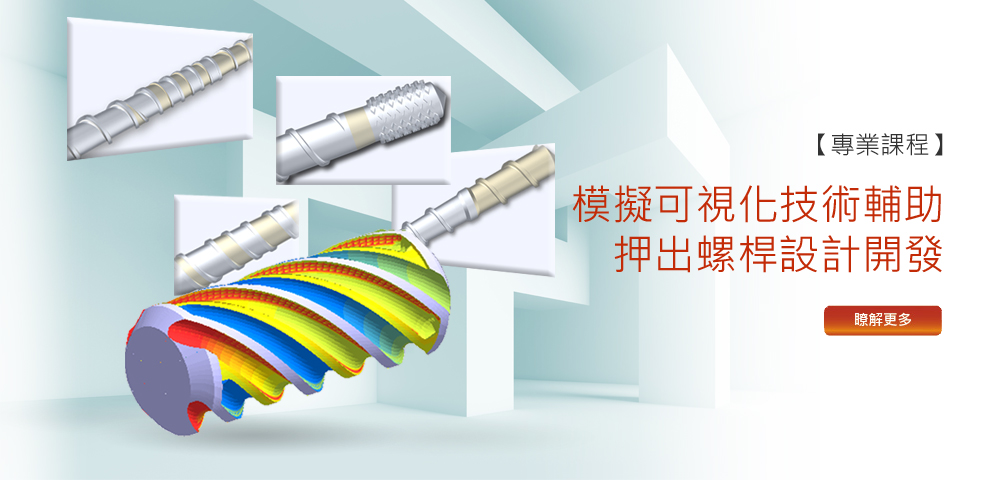 【專業課程】
模擬可視化技術輔助
押出螺桿設計開發
瞭解更多